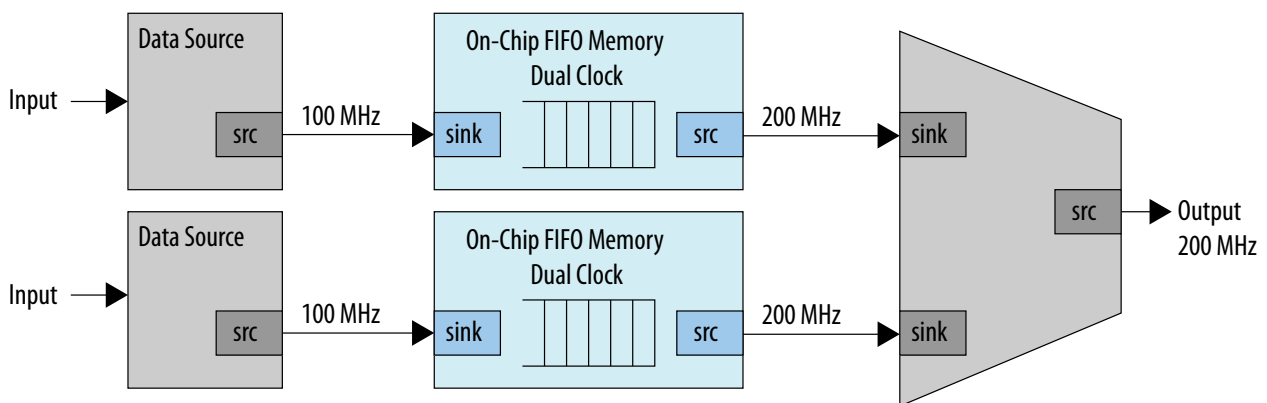 Data Source
Input
src
100 MHz
On-Chip FIFO Memory
Dual Clock
sink
src
200 MHz
sink
Data Source
Input
src
100 MHz
On-Chip FIFO Memory
Dual Clock
sink
src
200 MHz
sink
src
Output
200 MHz